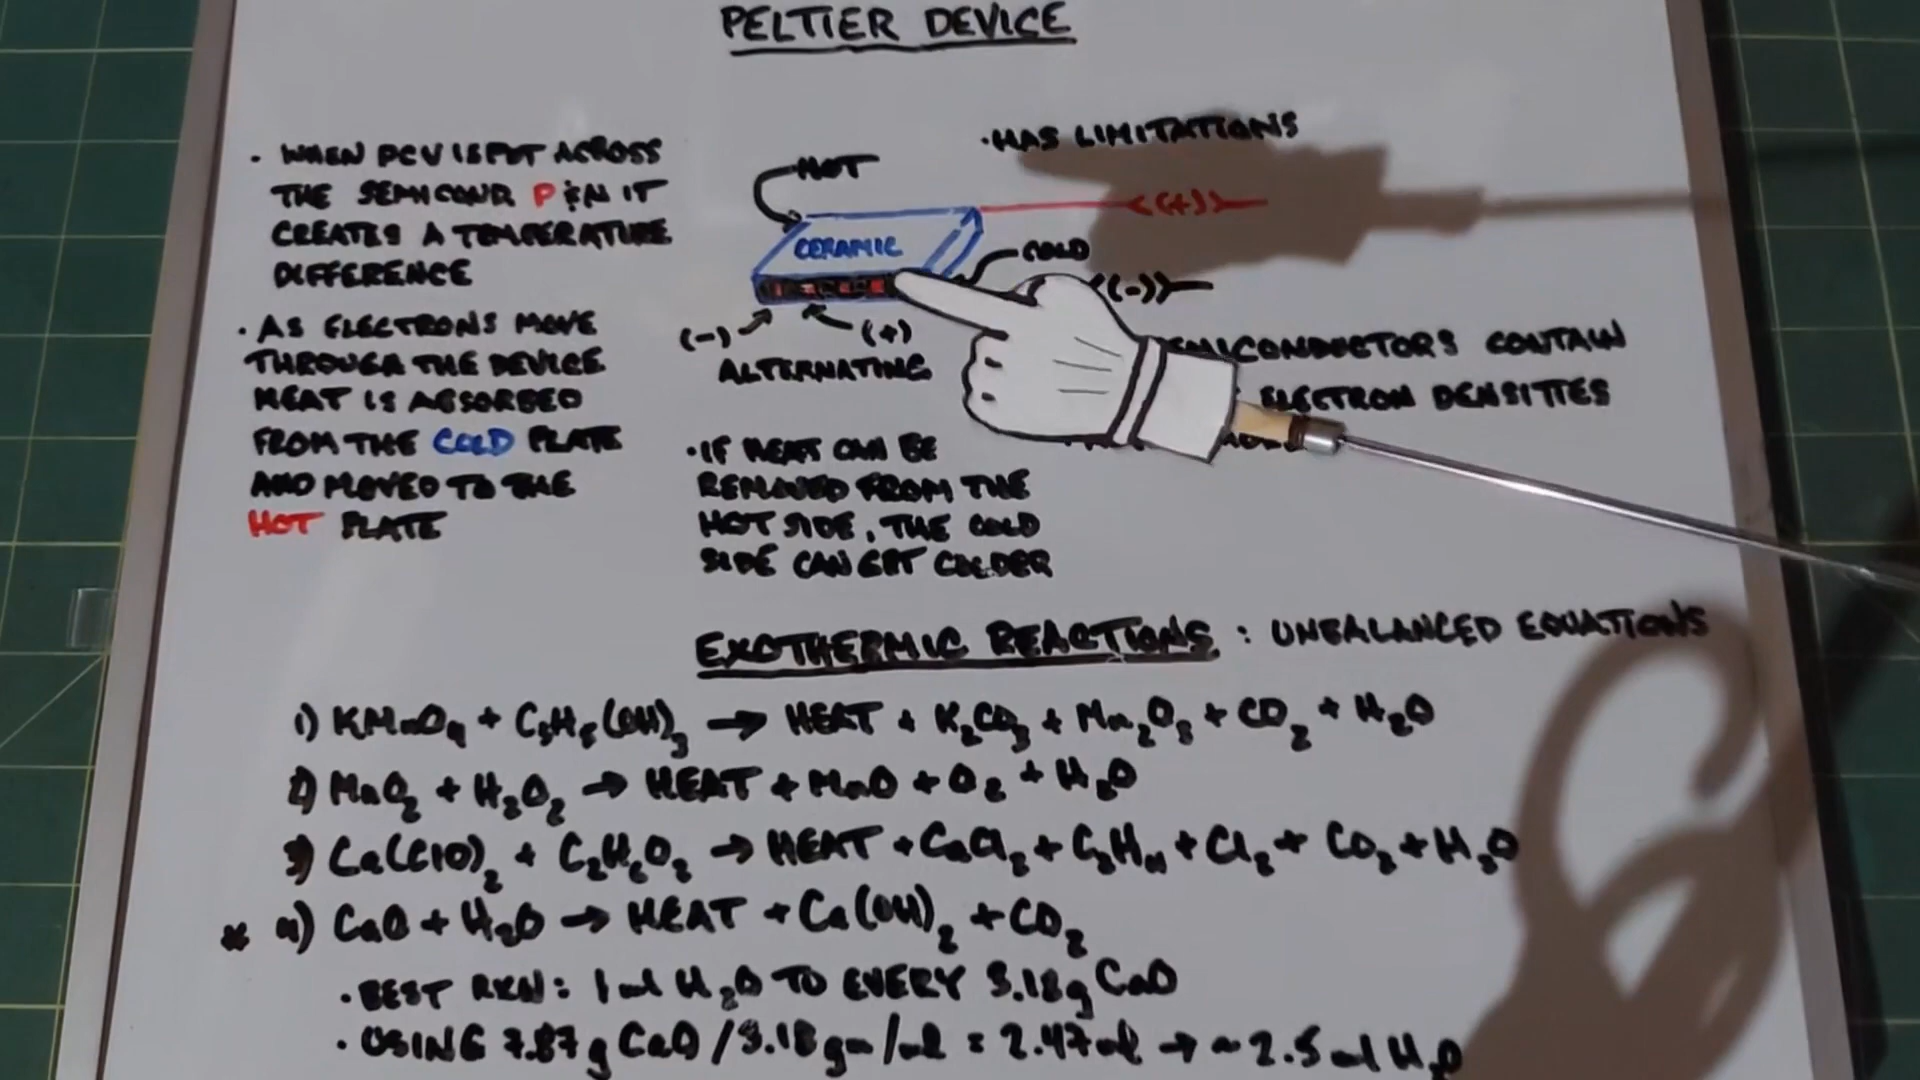 PELTIER DEVICE
• WHEN DCV IS PUT ACROSS
THE SEMICONR P & N IT
CREATES A TEMPERATURE
DIFFERENCE
• AS ELECTRONS MOVE
THROUGH THE DEVICE
HEAT IS ABSORBED
FROM THE COLD PLATE
AND MOVED TO THE
HOT PLATE
HOT
CERAMIC
COLD
(-) (+)
ALTERNATING
• IF HEAT CAN BE
REMOVED FROM THE
HOT SIDE, THE COLD
SIDE CAN GET COLDER
• HAS LIMITATIONS
(+)
(-)
EMICONDUCTORS CONTAIN
ELECTRON DENSITIES
EXOTHERMIC REACTIONS : UNBALANCED EQUATIONS
1) KMnO₄ + C₃H₅(OH)₃ → HEAT + K₂CO₃ + Mn₂O₃ + CO₂ + H₂O
2) MnO₂ + H₂O₂ → HEAT + MnO + O₂ + H₂O
3) Ca(ClO)₂ + C₂H₆O₂ → HEAT + CaCl₂ + Cl₂ + CO₂ + H₂O
* 4) CaO + H₂O → HEAT + Ca(OH)₂ + CO₂
• BEST RXN: 1 ml H₂O TO EVERY 3.18g CaO
• USING 7.87g CaO / 3.18 gm/ml = 2.47ml → ~2.5 ml H₂O